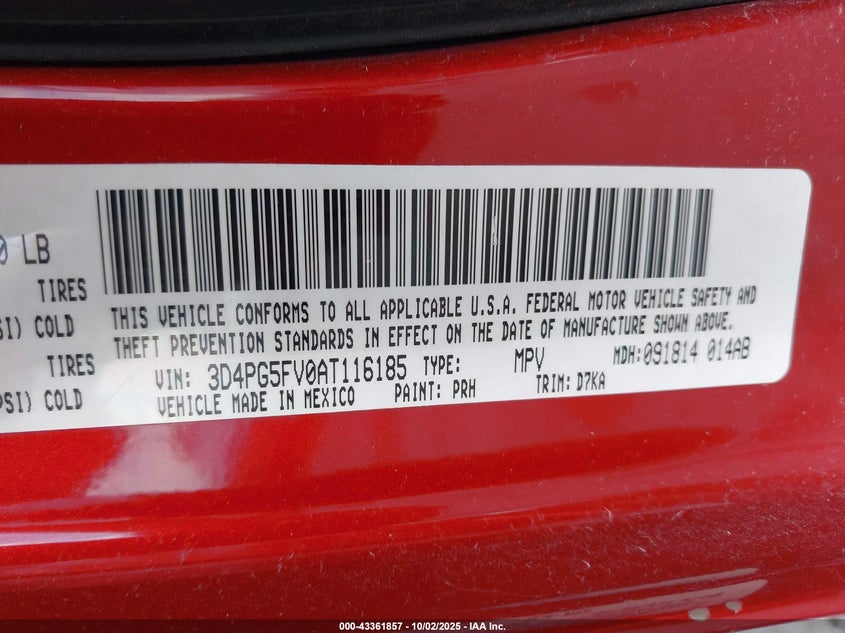 0 LB
TIRES
SI) COLD
TIRES
PSI) COLD
THIS VEHICLE CONFORMS TO ALL APPLICABLE U.S.A. FEDERAL MOTOR VEHICLE SAFETY AND
THEFT PREVENTION STANDARDS IN EFFECT ON THE DATE OF MANUFACTURE SHOWN ABOVE.
VIN: 3D4PG5FV0AT116185 TYPE: MPV MDH:091814 014AB
VEHICLE MADE IN MEXICO PAINT: PRH TRIM: D7KA
000-43361857 - 10/02/2025 - IAA Inc.